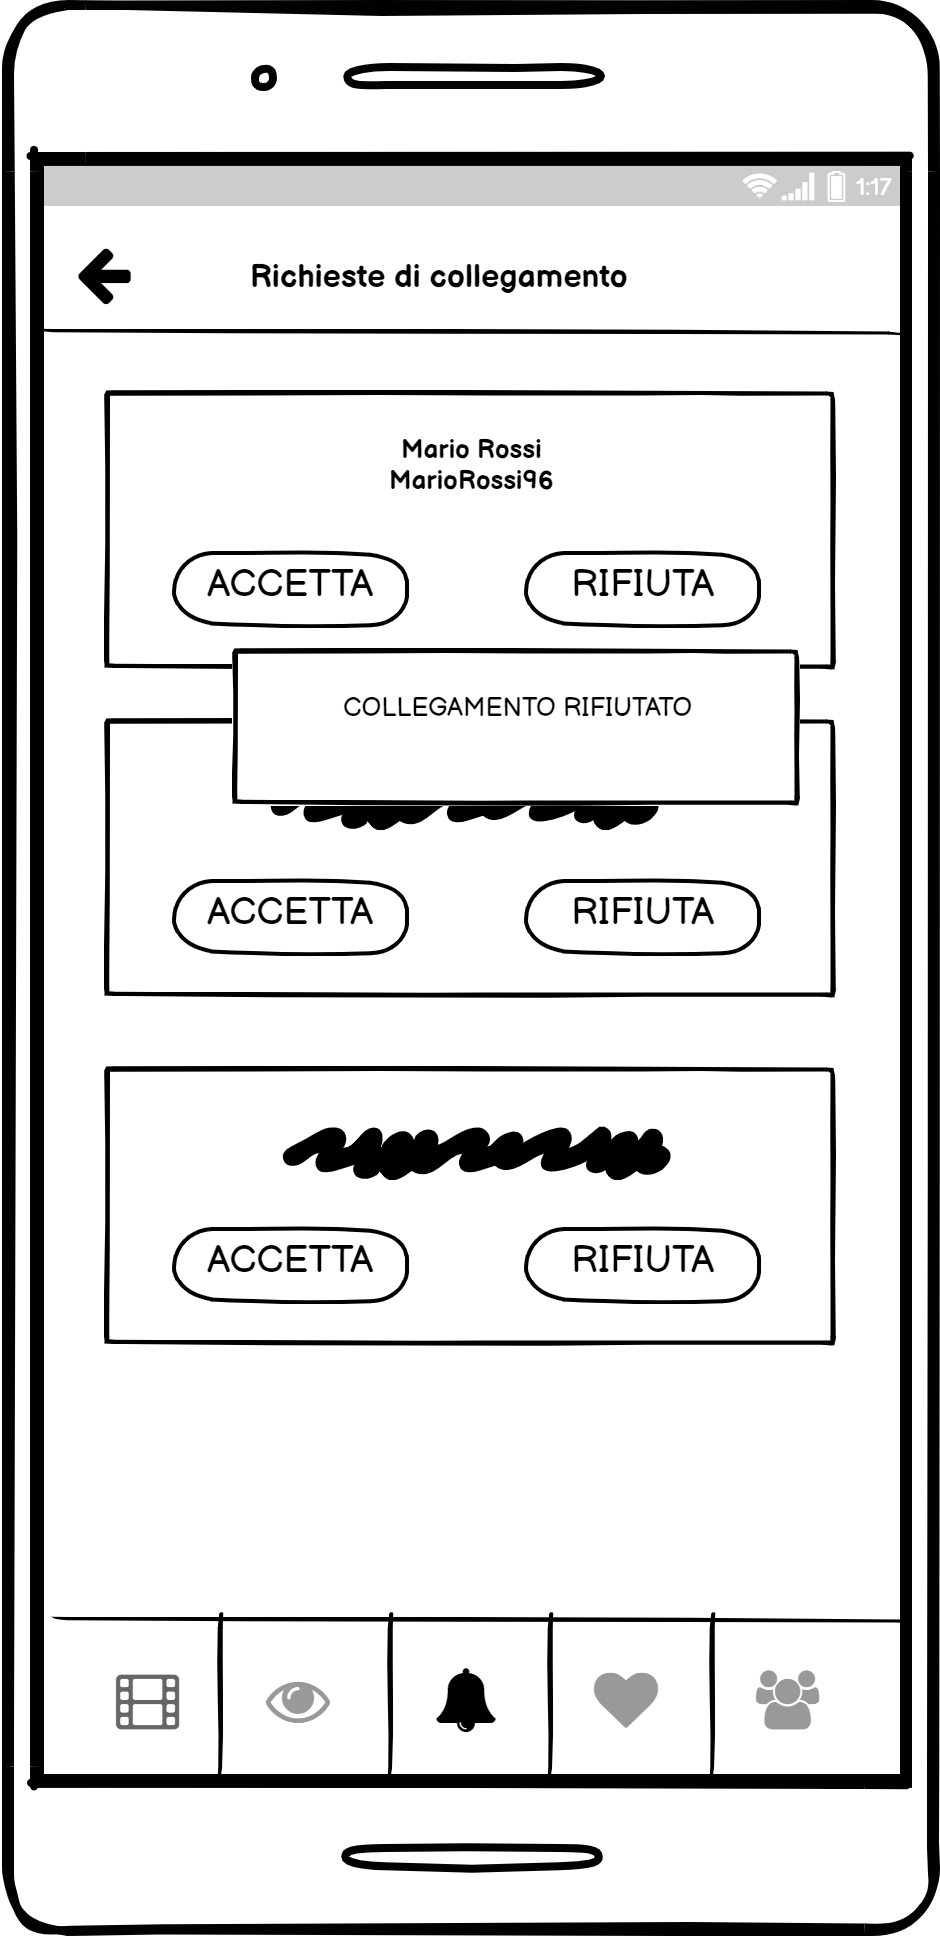 1:17
Richieste di collegamento
Mario Rossi
MarioRossi96
ACCETTA RIFIUTA
COLLEGAMENTO RIFIUTATO
ACCETTA RIFIUTA
ACCETTA RIFIUTA